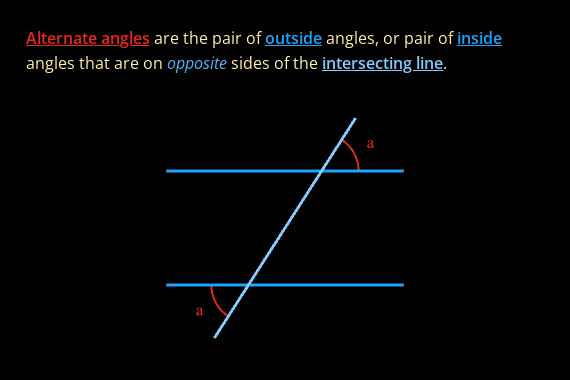 Alternate angles are the pair of outside angles, or pair of inside
angles that are on opposite sides of the intersecting line.
a
a